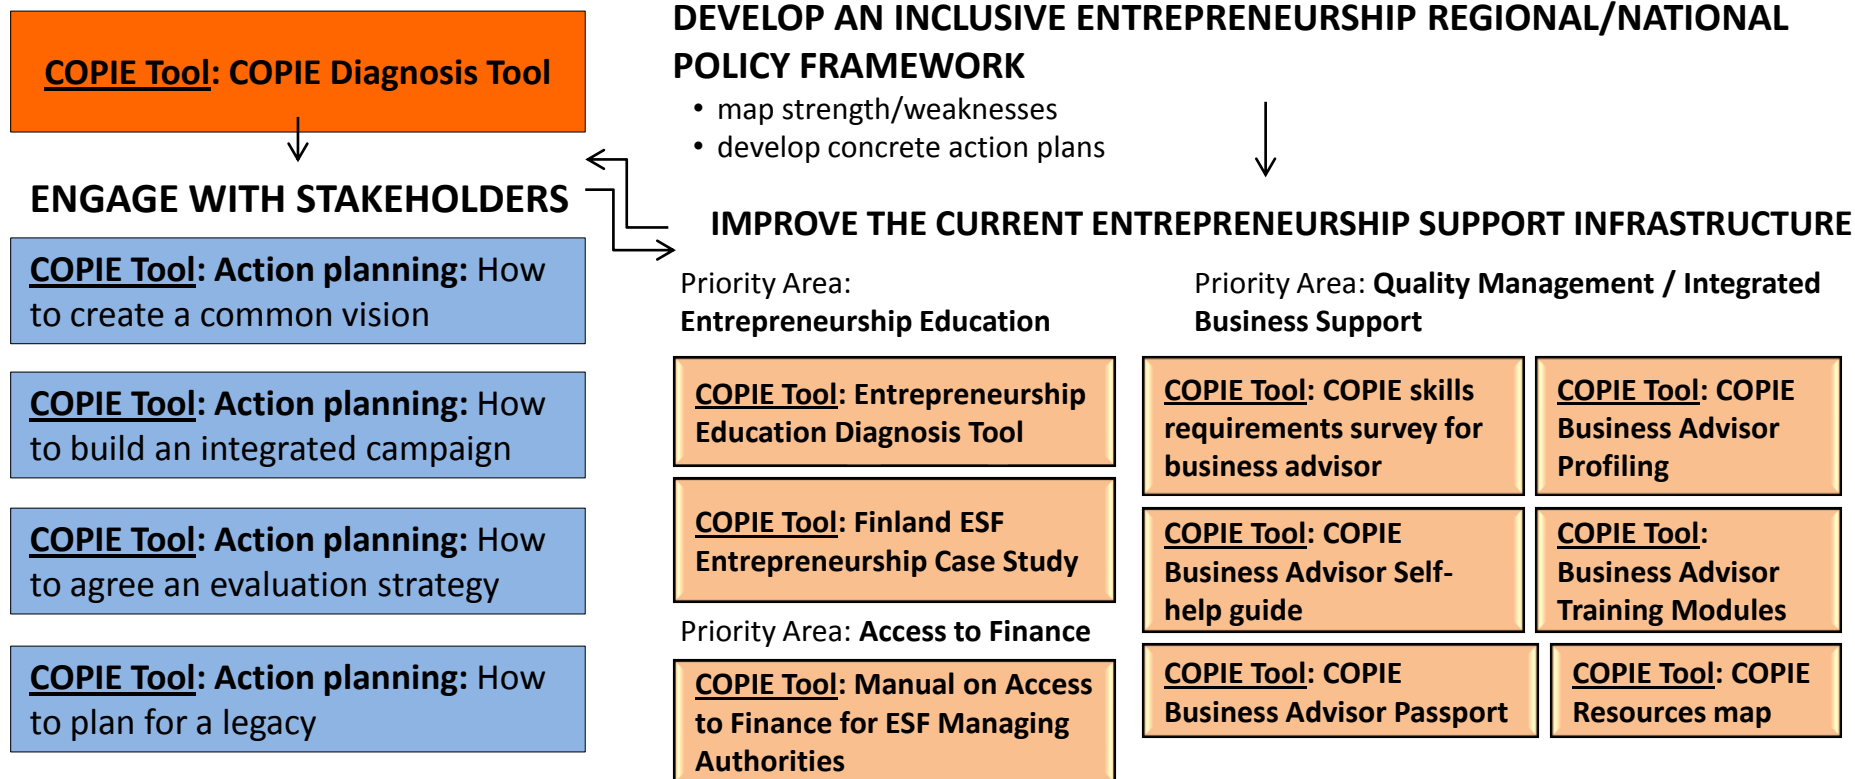 COPIE Tool: COPIE Diagnosis Tool
ENGAGE WITH STAKEHOLDERS
COPIE Tool: Action planning: How
to create a common vision
COPIE Tool: Action planning: How
to build an integrated campaign
COPIE Tool: Action planning: How
to agree an evaluation strategy
COPIE Tool: Action planning: How
to plan for a legacy
DEVELOP AN INCLUSIVE ENTREPRENEURSHIP REGIONAL/NATIONAL
POLICY FRAMEWORK
• map strength/weaknesses
• develop concrete action plans
IMPROVE THE CURRENT ENTREPRENEURSHIP SUPPORT INFRASTRUCTURE
Priority Area:
Entrepreneurship Education
COPIE Tool: Entrepreneurship
Education Diagnosis Tool
COPIE Tool: Finland ESF
Entrepreneurship Case Study
Priority Area: Access to Finance
COPIE Tool: Manual on Access
to Finance for ESF Managing
Authorities
Priority Area: Quality Management / Integrated
Business Support
COPIE Tool: COPIE skills
requirements survey for
business advisor
COPIE Tool: COPIE
Business Advisor
Profiling
COPIE Tool: COPIE
Business Advisor Self-
help guide
COPIE Tool:
Business Advisor
Training Modules
COPIE Tool: COPIE
Business Advisor Passport
COPIE Tool: COPIE
Resources map